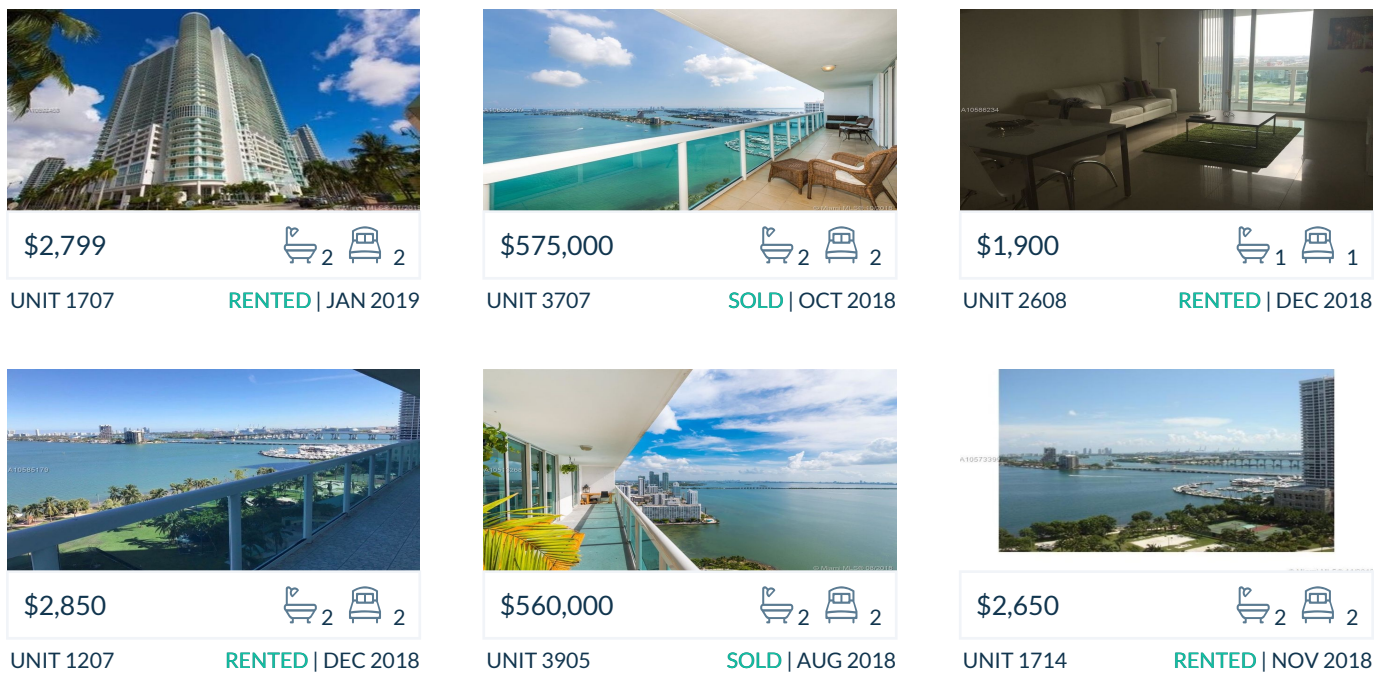 $2,799 2 2
UNIT 1707 RENTED | JAN 2019
$575,000 2 2
UNIT 3707 SOLD | OCT 2018
A10586234
$1,900 1 1
UNIT 2608 RENTED | DEC 2018
A10585179
$2,850 2 2
UNIT 1207 RENTED | DEC 2018
$560,000 2 2
UNIT 3905 SOLD | AUG 2018
$2,650 2 2
UNIT 1714 RENTED | NOV 2018